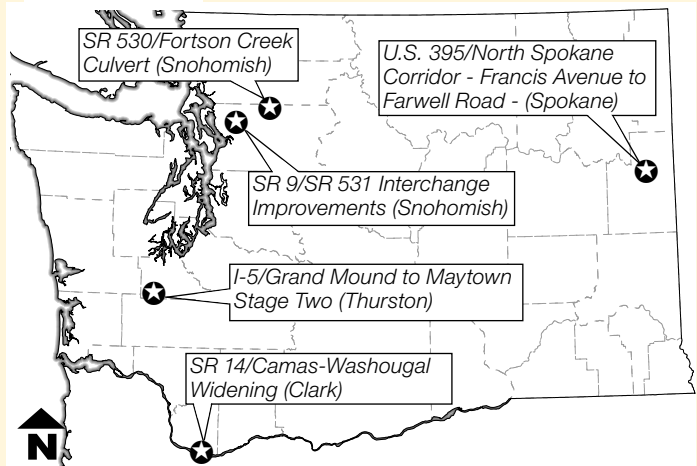 SR 530/Fortson Creek
Culvert (Snohomish)
U.S. 395/North Spokane
Corridor - Francis Avenue to
Farwell Road - (Spokane)
SR 9/SR 531 Interchange
Improvements (Snohomish)
I-5/Grand Mound to Maytown
Stage Two (Thurston)
SR 14/Camas-Washougal
Widening (Clark)
N